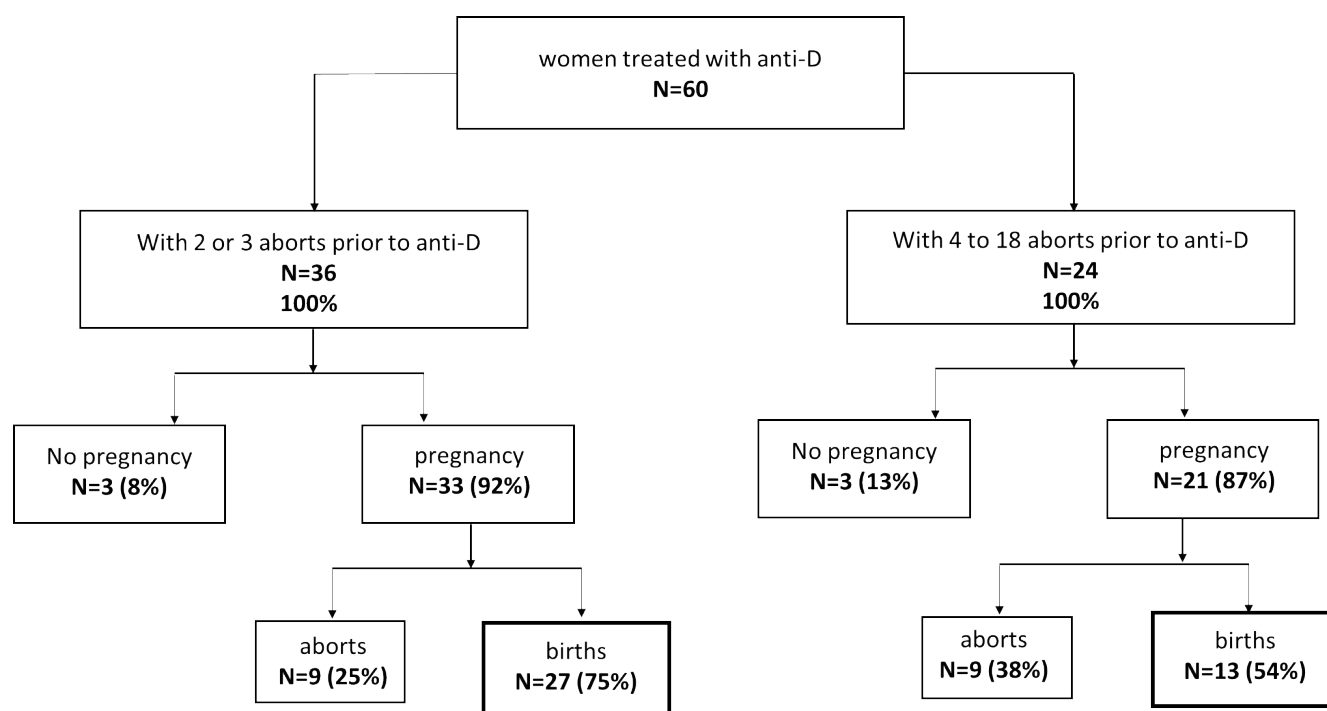 women treated with anti-D
N=60
With 2 or 3 aborts prior to anti-D
N=36
100%
With 4 to 18 aborts prior to anti-D
N=24
100%
No pregnancy
N=3 (8%)
pregnancy
N=33 (92%)
No pregnancy
N=3 (13%)
pregnancy
N=21 (87%)
aborts
N=9 (25%)
births
N=27 (75%)
aborts
N=9 (38%)
births
N=13 (54%)